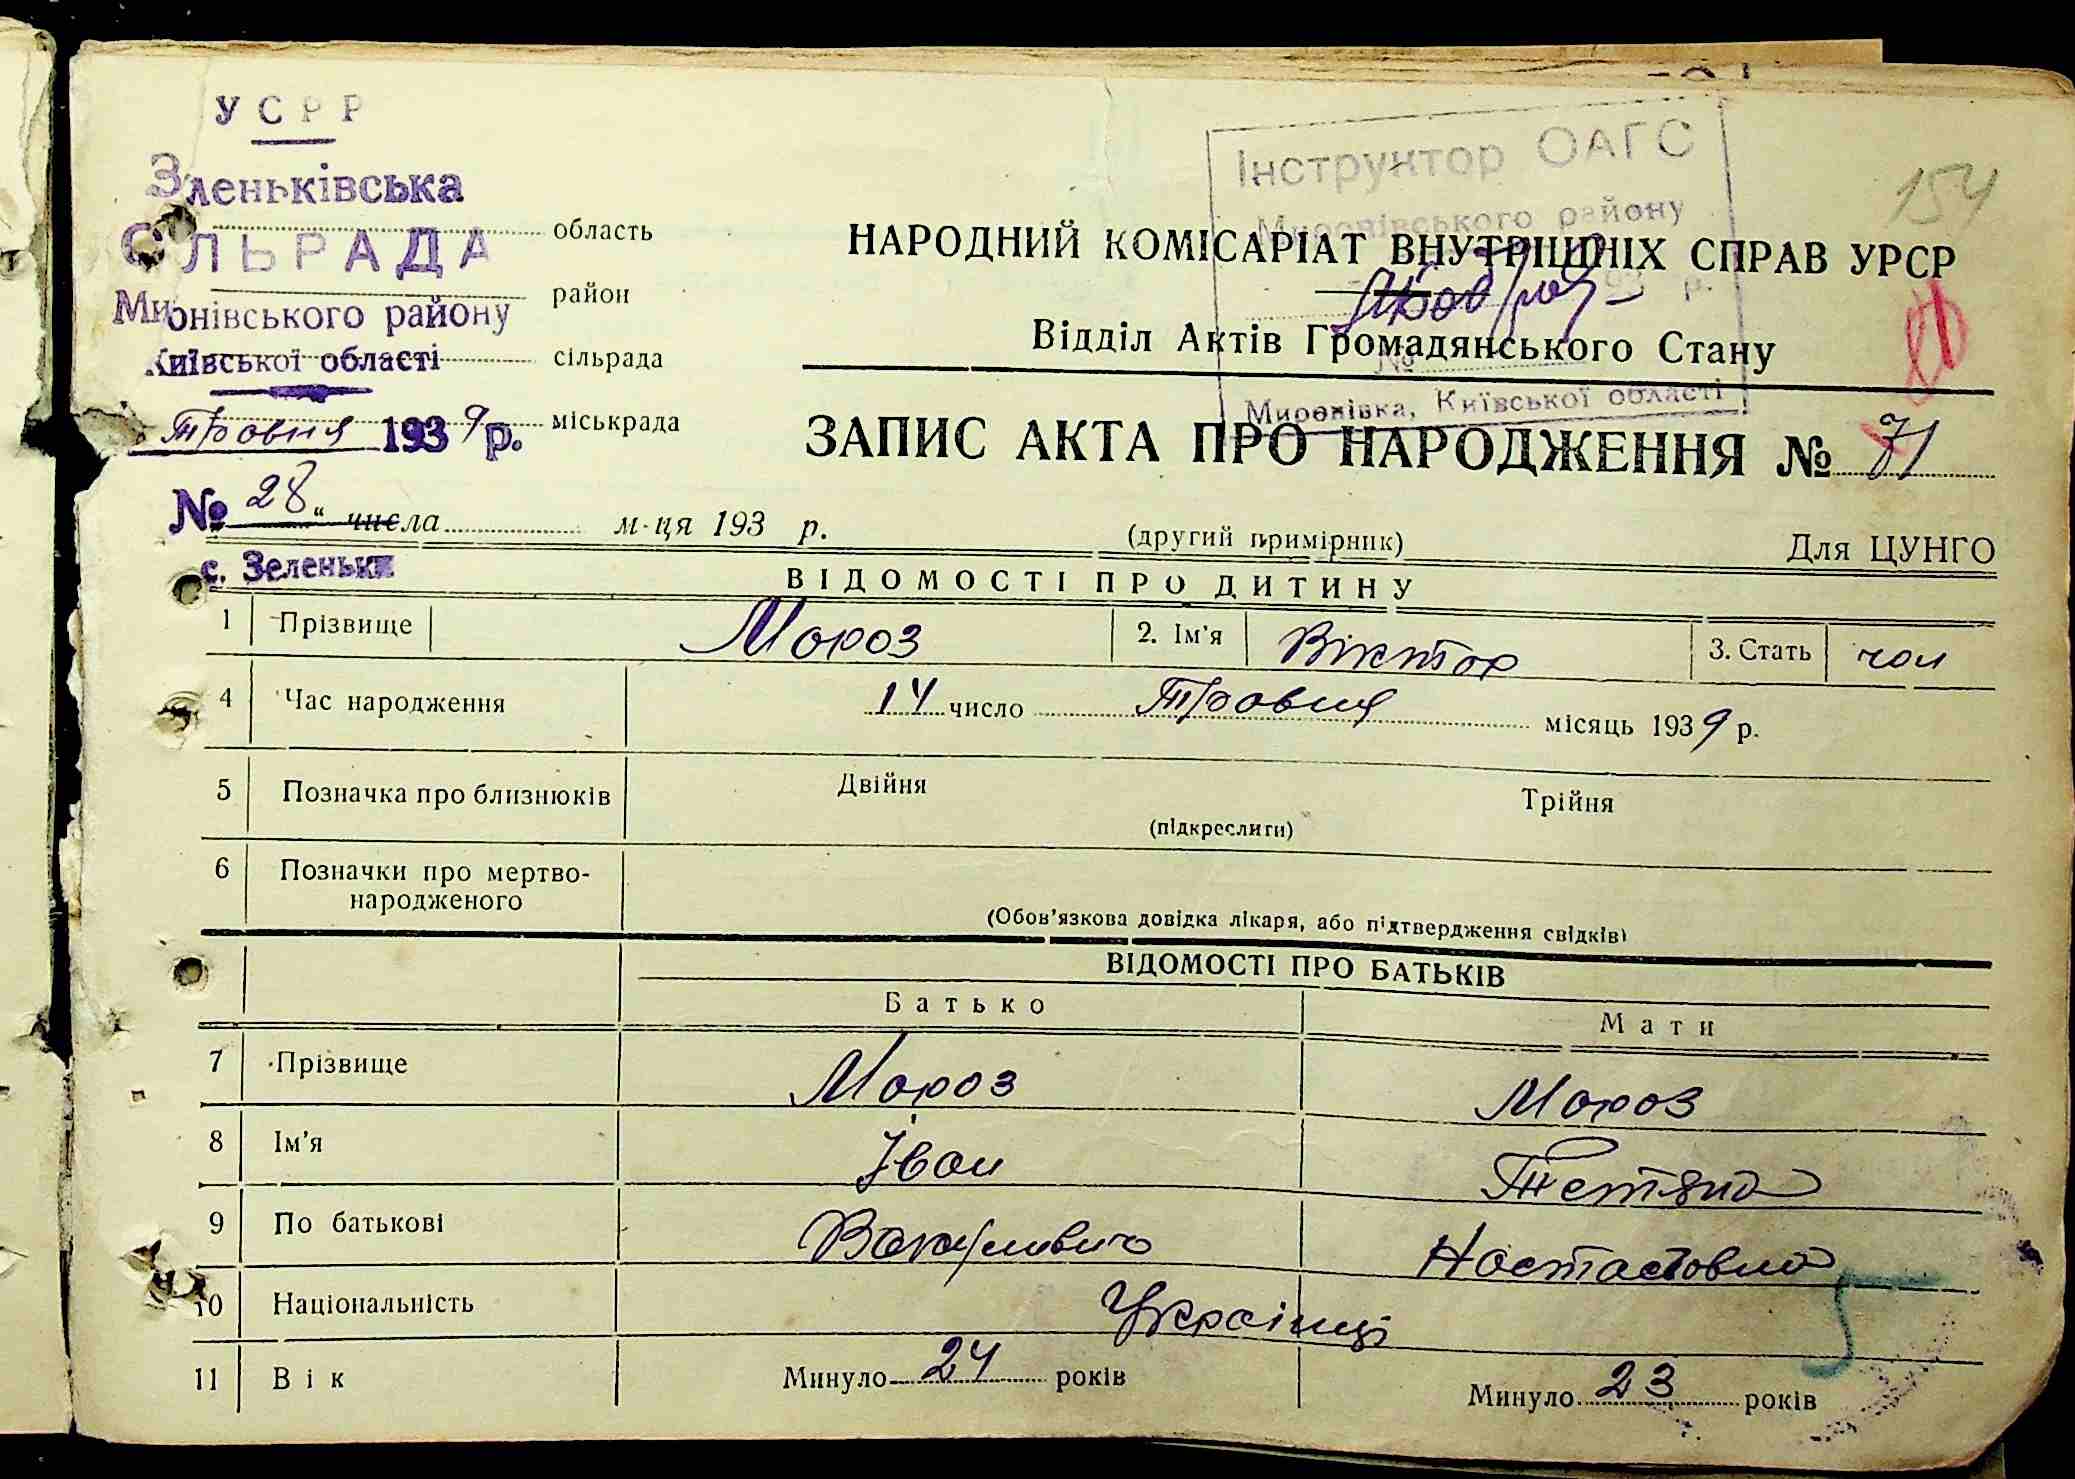 УСРР
Зеленьківська
СІЛЬРАДА
Миронівського району
Київської області
область
район
сільрада
міськрада
Травня 1939 р.
№ 28 " числа м-ця 193 р.
с. Зеленьки
Інструктор ОАГС
Миронівського району
193 р.
№
Миронівка, Київської області
154
НАРОДНИЙ КОМІСАРІАТ ВНУТРІШНІХ СПРАВ УРСР
Відділ Актів Громадянського Стану
ЗАПИС АКТА ПРО НАРОДЖЕННЯ № 71
(другий примірник)
Для ЦУНГО
ВІДОМОСТІ ПРО ДИТИНУ
1 Прізвище Мороз 2. Ім'я Віктор 3. Стать чол
4 Час народження 14 число Травня місяць 1939 р.
5 Позначка про близнюків Двійня Трійня
(підкреслити)
6 Позначки про мертво-
народженого
(Обов'язкова довідка лікаря, або підтвердження свідків)
ВІДОМОСТІ ПРО БАТЬКІВ
Батько Мати
7 Прізвище Мороз Мороз
8 Ім'я Іван Тетяна
9 По батькові Вакулович
10 Національність Українці
11 Вік Минуло 24 років Минуло 23 років
5